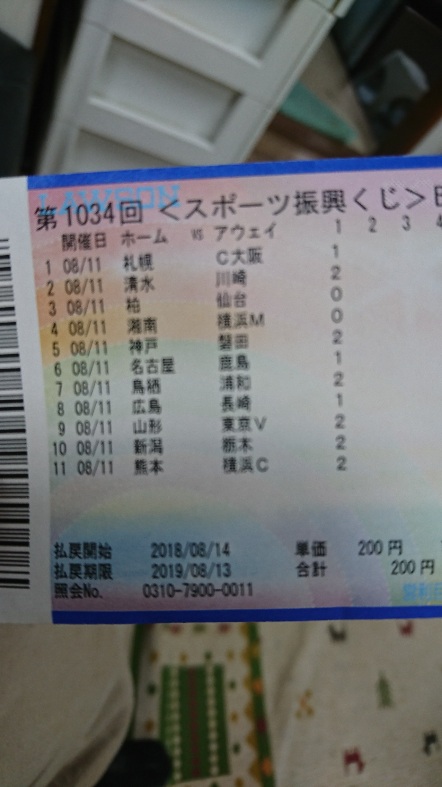 LAWSON
第1034回 <スポーツ振興くじ>
開催日 ホーム VS アウェイ 1 2 3 4
1 08/11 札幌 C大阪 1
2 08/11 清水 川崎 2
3 08/11 柏 仙台 0
4 08/11 湘南 横浜M 0
5 08/11 神戸 磐田 2
6 08/11 名古屋 鹿島 1
7 08/11 鳥栖 浦和 2
8 08/11 広島 長崎 1
9 08/11 山形 東京V 2
10 08/11 新潟 栃木 2
11 08/11 熊本 横浜C 2
払戻開始 2018/08/14 単価 200円
払戻期限 2019/08/13 合計 200円
照会No. 0310-7900-0011